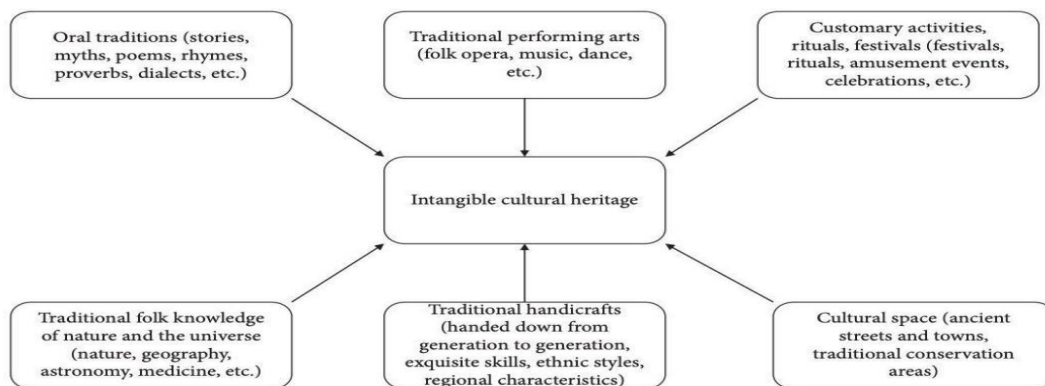 Oral traditions (stories,
myths, poems, rhymes,
proverbs, dialects, etc.)
Traditional performing arts
(folk opera, music, dance,
etc.)
Customary activities,
rituals, festivals (festivals,
rituals, amusement events,
celebrations, etc.)
Intangible cultural heritage
Traditional folk knowledge
of nature and the universe
(nature, geography,
astronomy, medicine, etc.)
Traditional handicrafts
(handed down from
generation to generation,
exquisite skills, ethnic styles,
regional characteristics)
Cultural space (ancient
streets and towns,
traditional conservation
areas)